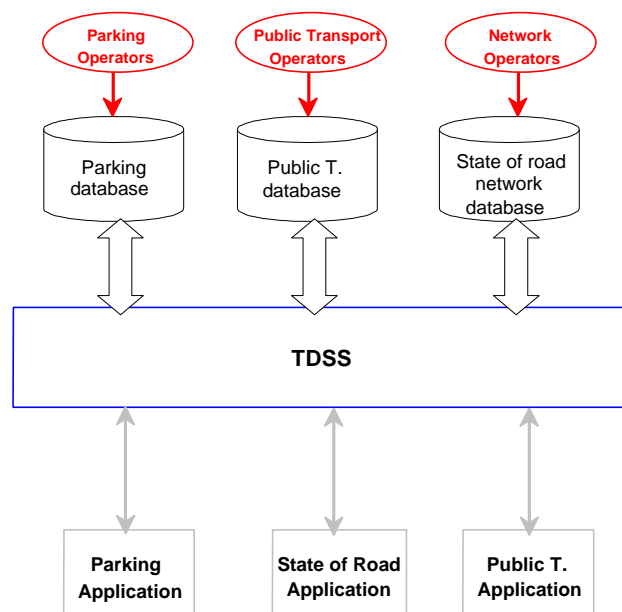 Parking
Operators
Public Transport
Operators
Network
Operators
Parking
database
Public T.
database
State of road
network
database
TDSS
Parking
Application
State of Road
Application
Public T.
Application